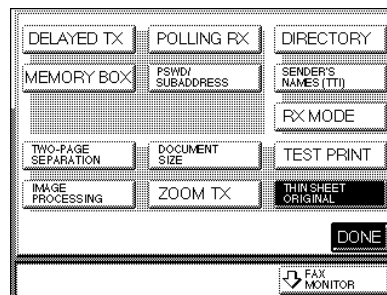 DELAYED TX
POLLING RX
DIRECTORY
MEMORY BOX
PSWD/
SUBADDRESS
SENDER'S
NAMES (TTI)
RX MODE
TWO-PAGE
SEPARATION
DOCUMENT
SIZE
TEST PRINT
IMAGE
PROCESSING
ZOOM TX
THIN SHEET
ORIGINAL
DONE
FAX
MONITOR